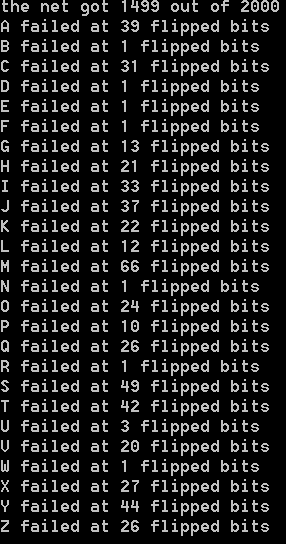 the net got 1499 out of 2000
A failed at 39 flipped bits
B failed at 1 flipped bits
C failed at 31 flipped bits
D failed at 1 flipped bits
E failed at 1 flipped bits
F failed at 1 flipped bits
G failed at 13 flipped bits
H failed at 21 flipped bits
I failed at 33 flipped bits
J failed at 37 flipped bits
K failed at 22 flipped bits
L failed at 12 flipped bits
M failed at 66 flipped bits
N failed at 1 flipped bits
O failed at 24 flipped bits
P failed at 10 flipped bits
Q failed at 26 flipped bits
R failed at 1 flipped bits
S failed at 49 flipped bits
T failed at 42 flipped bits
U failed at 3 flipped bits
V failed at 20 flipped bits
W failed at 1 flipped bits
X failed at 27 flipped bits
Y failed at 44 flipped bits
Z failed at 26 flipped bits